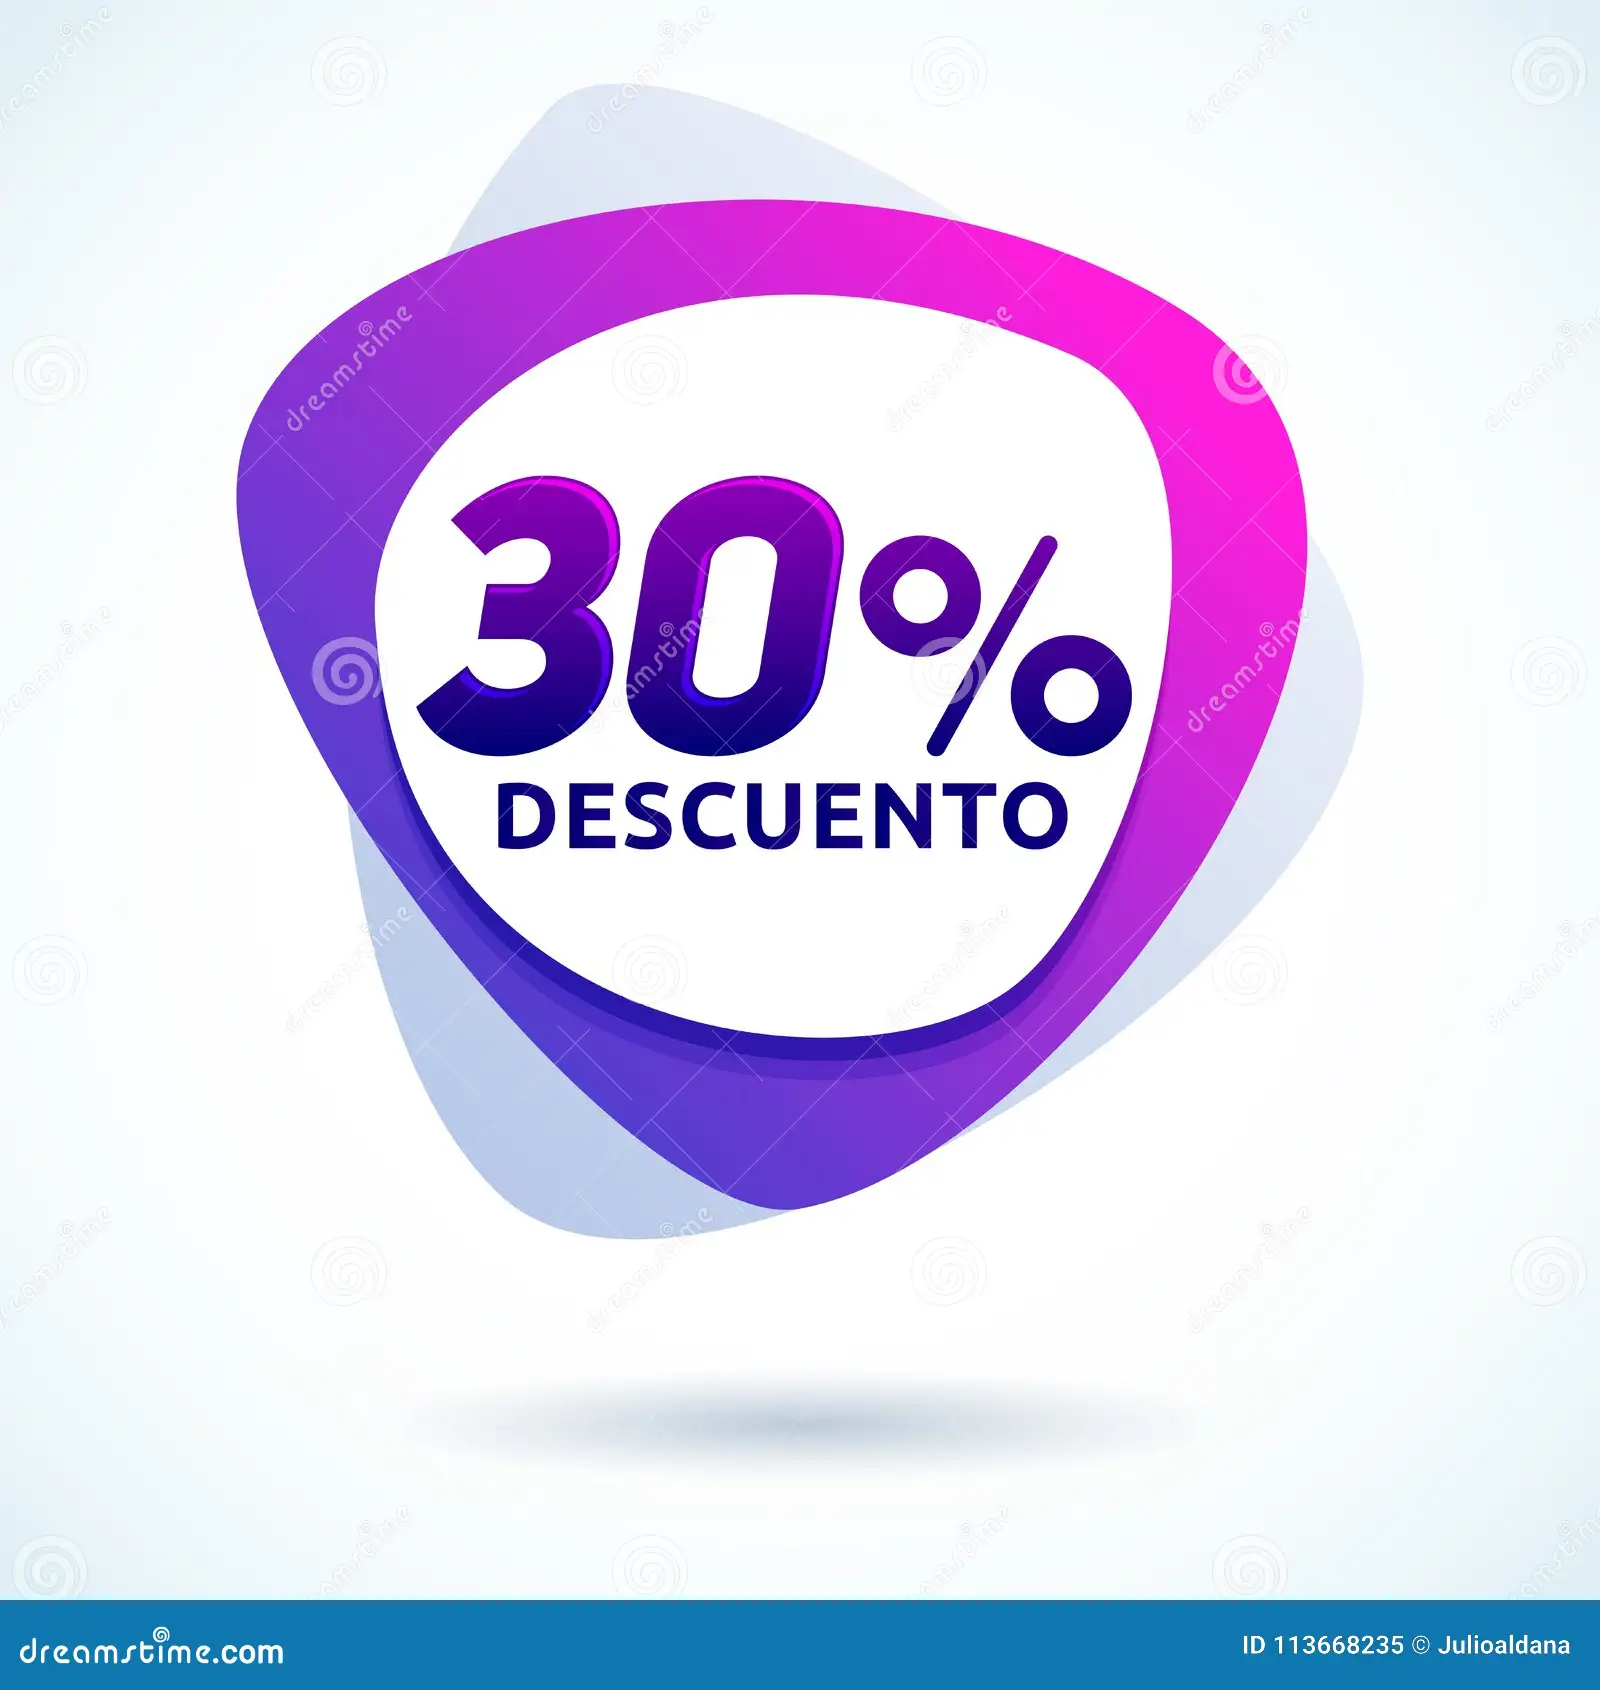 30%
DESCUENTO
dreamstime.com
ID 113668235 © Julioaldana